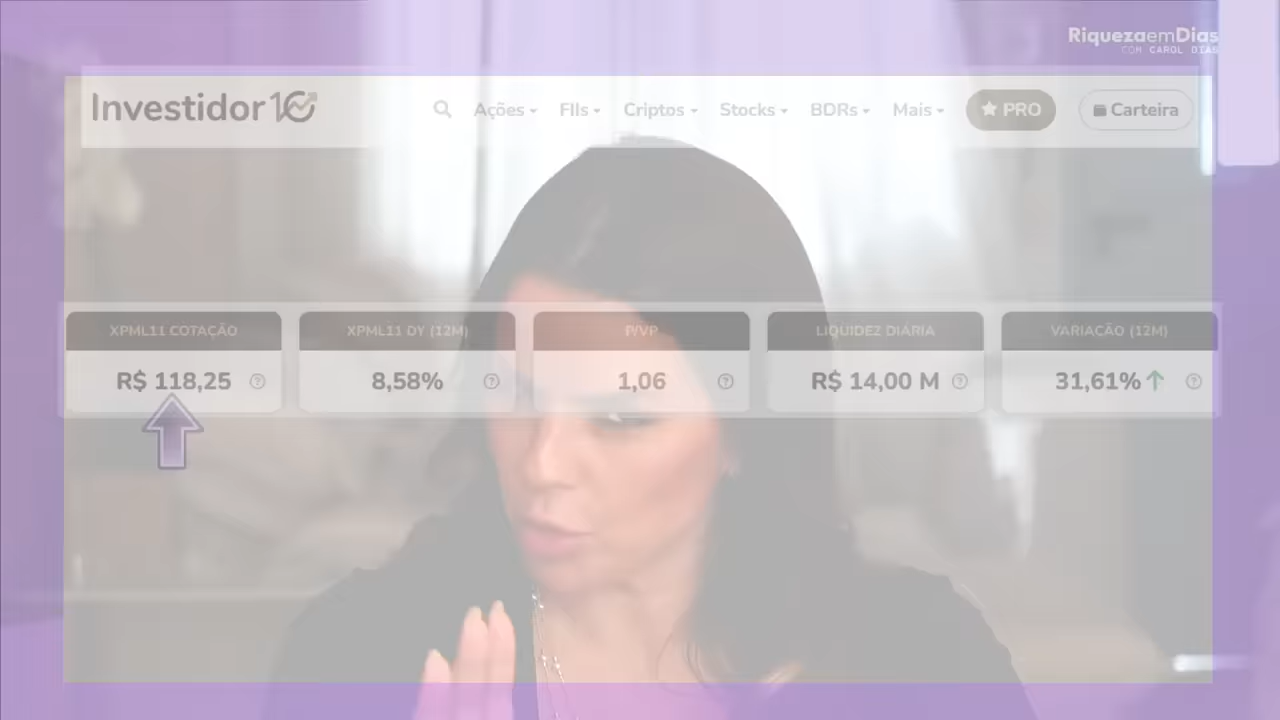 RiquezaemDias
COM CAROL DIAS
Investidor10
Ações FIIs Criptos Stocks BDRs Mais PRO Carteira
XPML11 COTAÇÃO XPML11 DY (12M) P/VP LIQUIDEZ DIÁRIA VARIAÇÃO (12M)
R$ 118,25 8,58% 1,06 R$ 14,00 M 31,61%